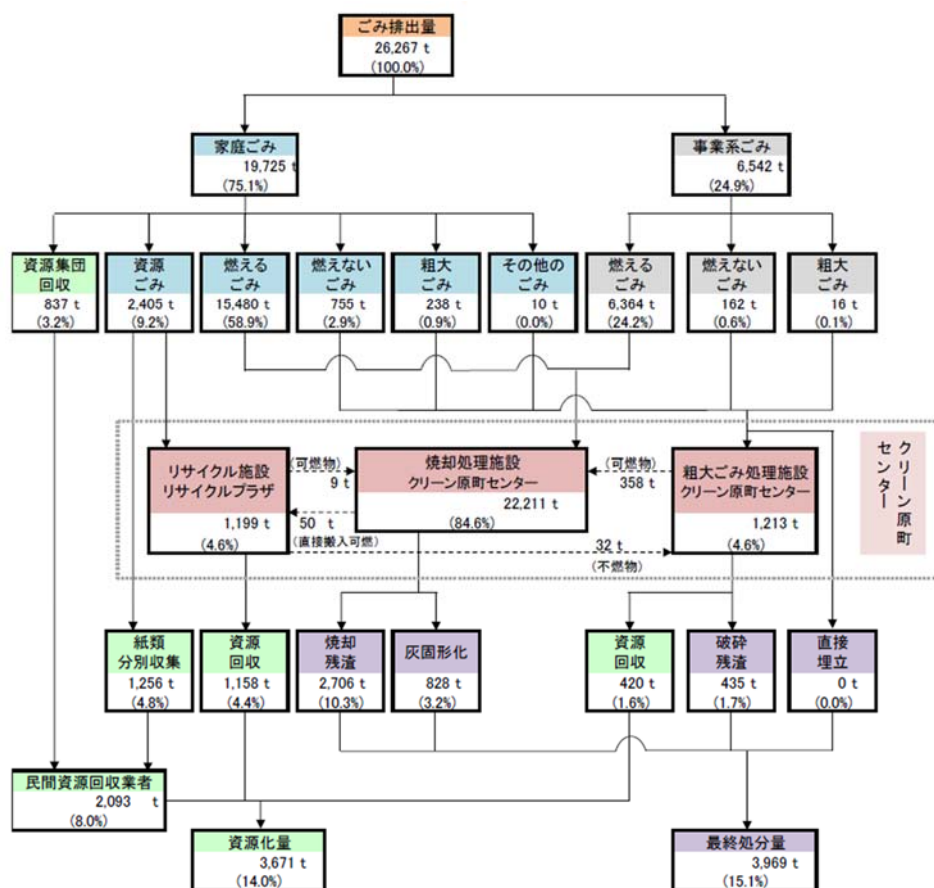 ごみ排出量
26,267 t
(100.0%)
家庭ごみ
19,725 t
(75.1%)
事業系ごみ
6,542 t
(24.9%)
資源集団
回収
837 t
(3.2%)
資源
ごみ
2,405 t
(9.2%)
燃える
ごみ
15,480 t
(58.9%)
燃えない
ごみ
755 t
(2.9%)
粗大
ごみ
238 t
(0.9%)
その他の
ごみ
10 t
(0.0%)
燃える
ごみ
6,364 t
(24.2%)
燃えない
ごみ
162 t
(0.6%)
粗大
ごみ
16 t
(0.1%)
リサイクル施設
リサイクルプラザ
1,199 t
(4.6%)
(可燃物)
9 t
50 t
(直接搬入可燃)
焼却処理施設
クリーン原町センター
22,211 t
(84.6%)
(可燃物)
358 t
32 t
(不燃物)
粗大ごみ処理施設
クリーン原町センター
1,213 t
(4.6%)
クリーン原町
センター
紙類
分別収集
1,256 t
(4.8%)
資源
回収
1,158 t
(4.4%)
焼却
残渣
2,706 t
(10.3%)
灰固形化
828 t
(3.2%)
資源
回収
420 t
(1.6%)
破砕
残渣
435 t
(1.7%)
直接
埋立
0 t
(0.0%)
民間資源回収業者
2,093 t
(8.0%)
資源化量
3,671 t
(14.0%)
最終処分量
3,969 t
(15.1%)